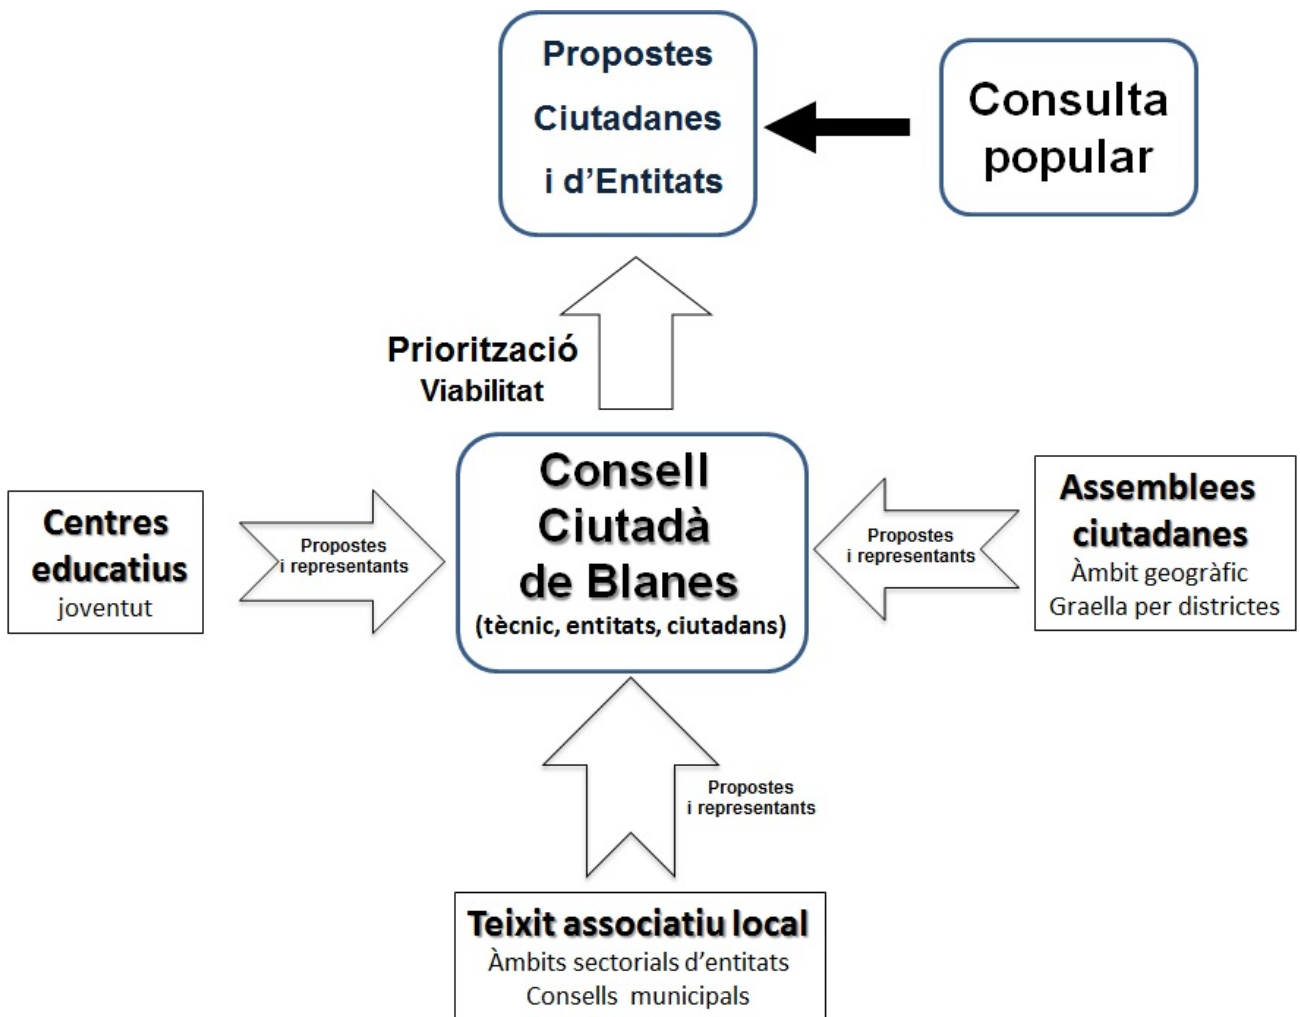 Propostes
Ciutadanes
i d’Entitats
Consulta
popular
Priorització
Viabilitat
Centres
educatius
joventut
Propostes
i representants
Consell
Ciutadà
de Blanes
(tècnic, entitats, ciutadans)
Propostes
i representants
Assemblees
ciutadanes
Àmbit geogràfic
Graella per districtes
Propostes
i representants
Teixit associatiu local
Àmbits sectorials d’entitats
Consells municipals